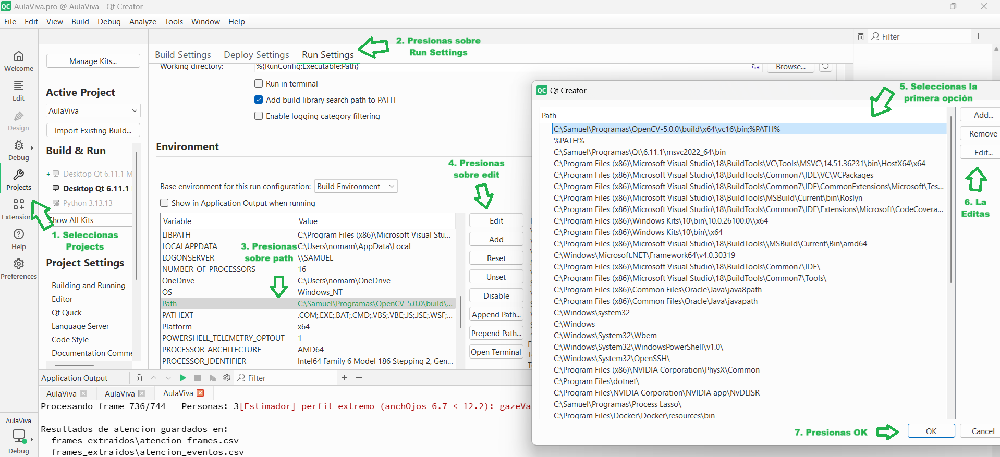 AulaViva.pro @ AulaViva - Qt Creator
File Edit View Build Debug Analyze Tools Window Help
Filter
2. Presionas sobre
Run Settings
Build Settings Deploy Settings Run Settings
Welcome
Edit
Design
Debug
Projects
Extensions
Help
Preferences
Manage Kits...
Active Project
AulaViva
Import Existing Build...
Build & Run
Desktop Qt 6.11.1 M
Desktop Qt 6.11.1
Python 3.13.13
Show All Kits
1. Seleccionas
Projects
Project Settings
Building and Running
Editor
Qt Quick
Language Server
Code Style
Documentation Comme
Working directory: %{RunConfig:Executable:Path} Browse...
Run in terminal
Add build library search path to PATH
Enable logging category filtering
Environment
4. Presionas
sobre edit
Base environment for this run configuration: Build Environment
Show in Application Output when running
Variable Value
LIBPATH C:\Program Files (x86)\Microsoft Visual Stu...
LOCALAPPDATA C:\Users\nomam\AppData\Local
LOGONSERVER \\SAMUEL
NUMBER_OF_PROCESSORS 16
OneDrive C:\Users\nomam\OneDrive
OS Windows_NT
Path C:\Samuel\Programas\OpenCV-5.0.0\build\...
PATHEXT .COM;.EXE;.BAT;.CMD;.VBS;.VBE;.JS;.JSE;.WSF;...
Platform x64
POWERSHELL_TELEMETRY_OPTOUT 1
PROCESSOR_ARCHITECTURE AMD64
PROCESSOR_IDENTIFIER Intel64 Family 6 Model 186 Stepping 2, Gen...
3. Presionas
sobre path
Edit
Add
Reset
Unset
Disable
Append Path...
Prepend Path...
Open Terminal
Qt Creator
5. Seleccionas la
primera opciòn
Path
C:\Samuel\Programas\OpenCV-5.0.0\build\x64\vc16\bin;%PATH%
%PATH%
C:\Samuel\Programas\Qt\6.11.1\msvc2022_64\bin
C:\Program Files (x86)\Microsoft Visual Studio\18\BuildTools\VC\Tools\MSVC\14.51.36231\bin\HostX64\x64
C:\Program Files (x86)\Microsoft Visual Studio\18\BuildTools\Common7\IDE\VC\VCPackages
C:\Program Files (x86)\Microsoft Visual Studio\18\BuildTools\Common7\IDE\CommonExtensions\Microsoft\Tes...
C:\Program Files (x86)\Microsoft Visual Studio\18\BuildTools\MSBuild\Current\bin\Roslyn
C:\Program Files (x86)\Microsoft Visual Studio\18\BuildTools\Common7\IDE\Extensions\Microsoft\CodeCovera...
C:\Program Files (x86)\Windows Kits\10\bin\10.0.26100.0\\x64
C:\Program Files (x86)\Windows Kits\10\bin\\x64
C:\Program Files (x86)\Microsoft Visual Studio\18\BuildTools\\MSBuild\Current\Bin\amd64
C:\Windows\Microsoft.NET\Framework64\v4.0.30319
C:\Program Files (x86)\Microsoft Visual Studio\18\BuildTools\Common7\IDE\
C:\Program Files (x86)\Microsoft Visual Studio\18\BuildTools\Common7\Tools\
C:\Program Files (x86)\Common Files\Oracle\Java\java8path
C:\Program Files (x86)\Common Files\Oracle\Java\javapath
C:\Windows\system32
C:\Windows
C:\Windows\System32\Wbem
C:\Windows\System32\WindowsPowerShell\v1.0\
C:\Windows\System32\OpenSSH\
C:\Program Files (x86)\NVIDIA Corporation\PhysX\Common
C:\Program Files\dotnet\
C:\Program Files\NVIDIA Corporation\NVIDIA app\NvDLISR
C:\Samuel\Programas\Process Lasso\
C:\Program Files\Docker\Docker\resources\bin
Add...
Remove
Edit...
6. La
Editas
7. Presionas OK
OK Cancel
Application Output Filter
AulaViva AulaViva AulaViva
Procesando frame 736/744 - Personas: 3[Estimador] perfil extremo (anchOjos=6.7 < 12.2): gazeVa
Resultados de atencion guardados en:
frames_extraidos\atencion_frames.csv
frames_extraidos\atencion_eventos.csv
AulaViva
Debug